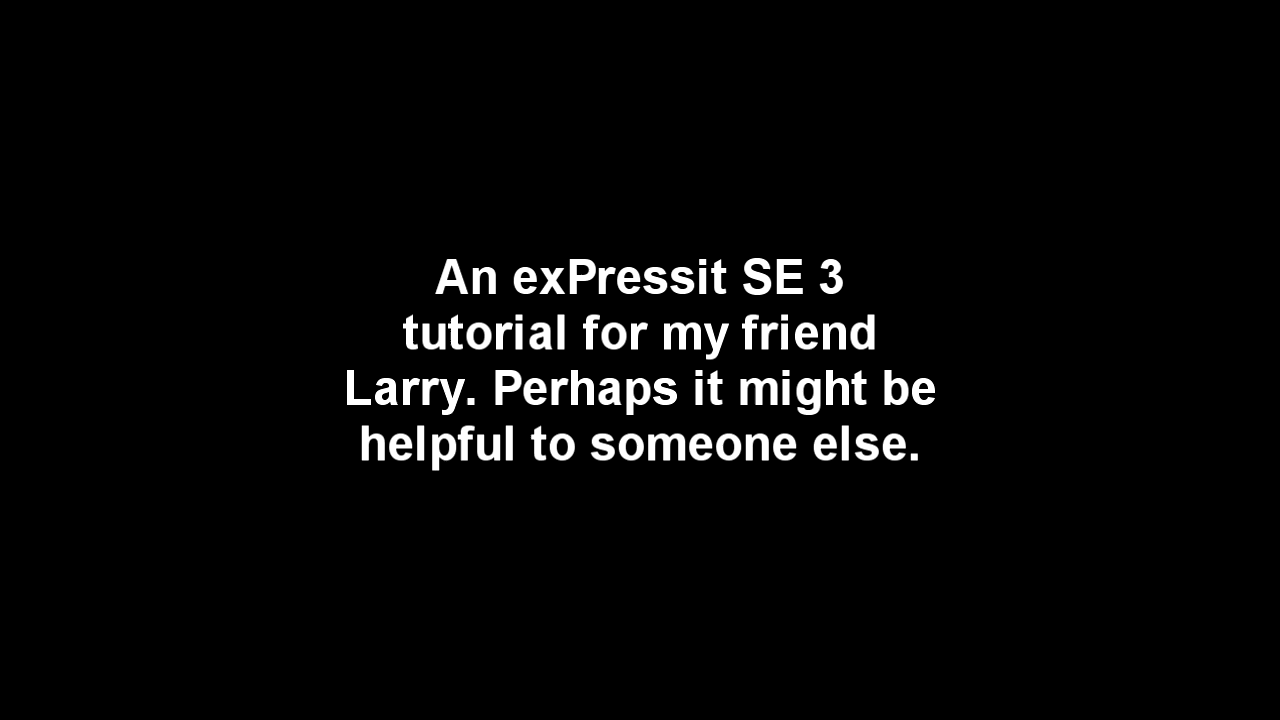 An exPressit SE 3
tutorial for my friend
Larry. Perhaps it might be
helpful to someone else.